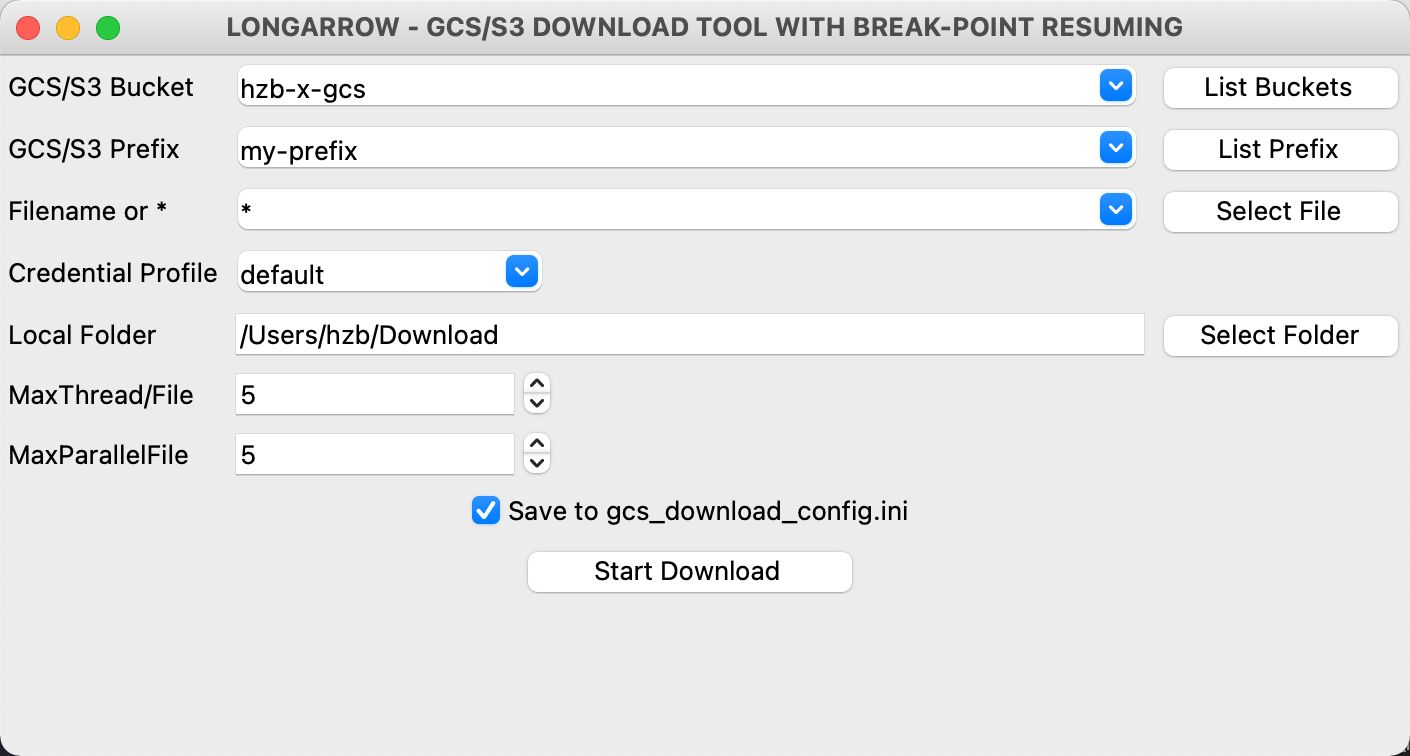 LONGARROW - GCS/S3 DOWNLOAD TOOL WITH BREAK-POINT RESUMING
GCS/S3 Bucket hzb-x-gcs List Buckets
GCS/S3 Prefix my-prefix List Prefix
Filename or * * Select File
Credential Profile default
Local Folder /Users/hzb/Download Select Folder
MaxThread/File 5
MaxParallelFile 5
Save to gcs_download_config.ini
Start Download